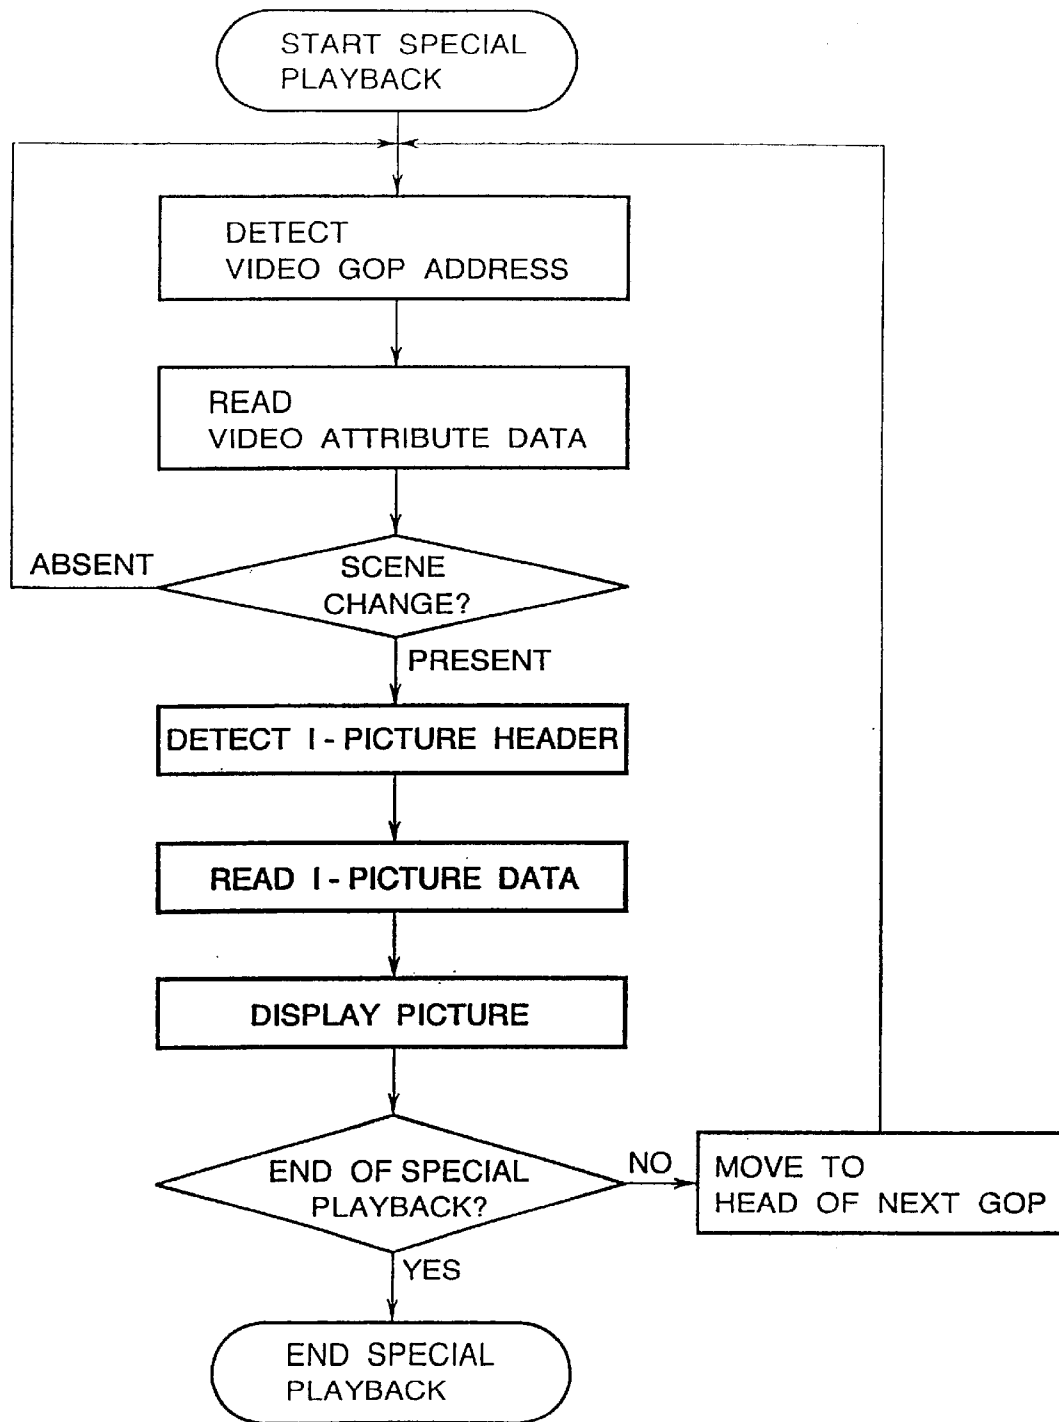 START SPECIAL
PLAYBACK
DETECT
VIDEO GOP ADDRESS
READ
VIDEO ATTRIBUTE DATA
ABSENT
SCENE
CHANGE?
PRESENT
DETECT I - PICTURE HEADER
READ I - PICTURE DATA
DISPLAY PICTURE
END OF SPECIAL
PLAYBACK?
NO
MOVE TO
HEAD OF NEXT GOP
YES
END SPECIAL
PLAYBACK